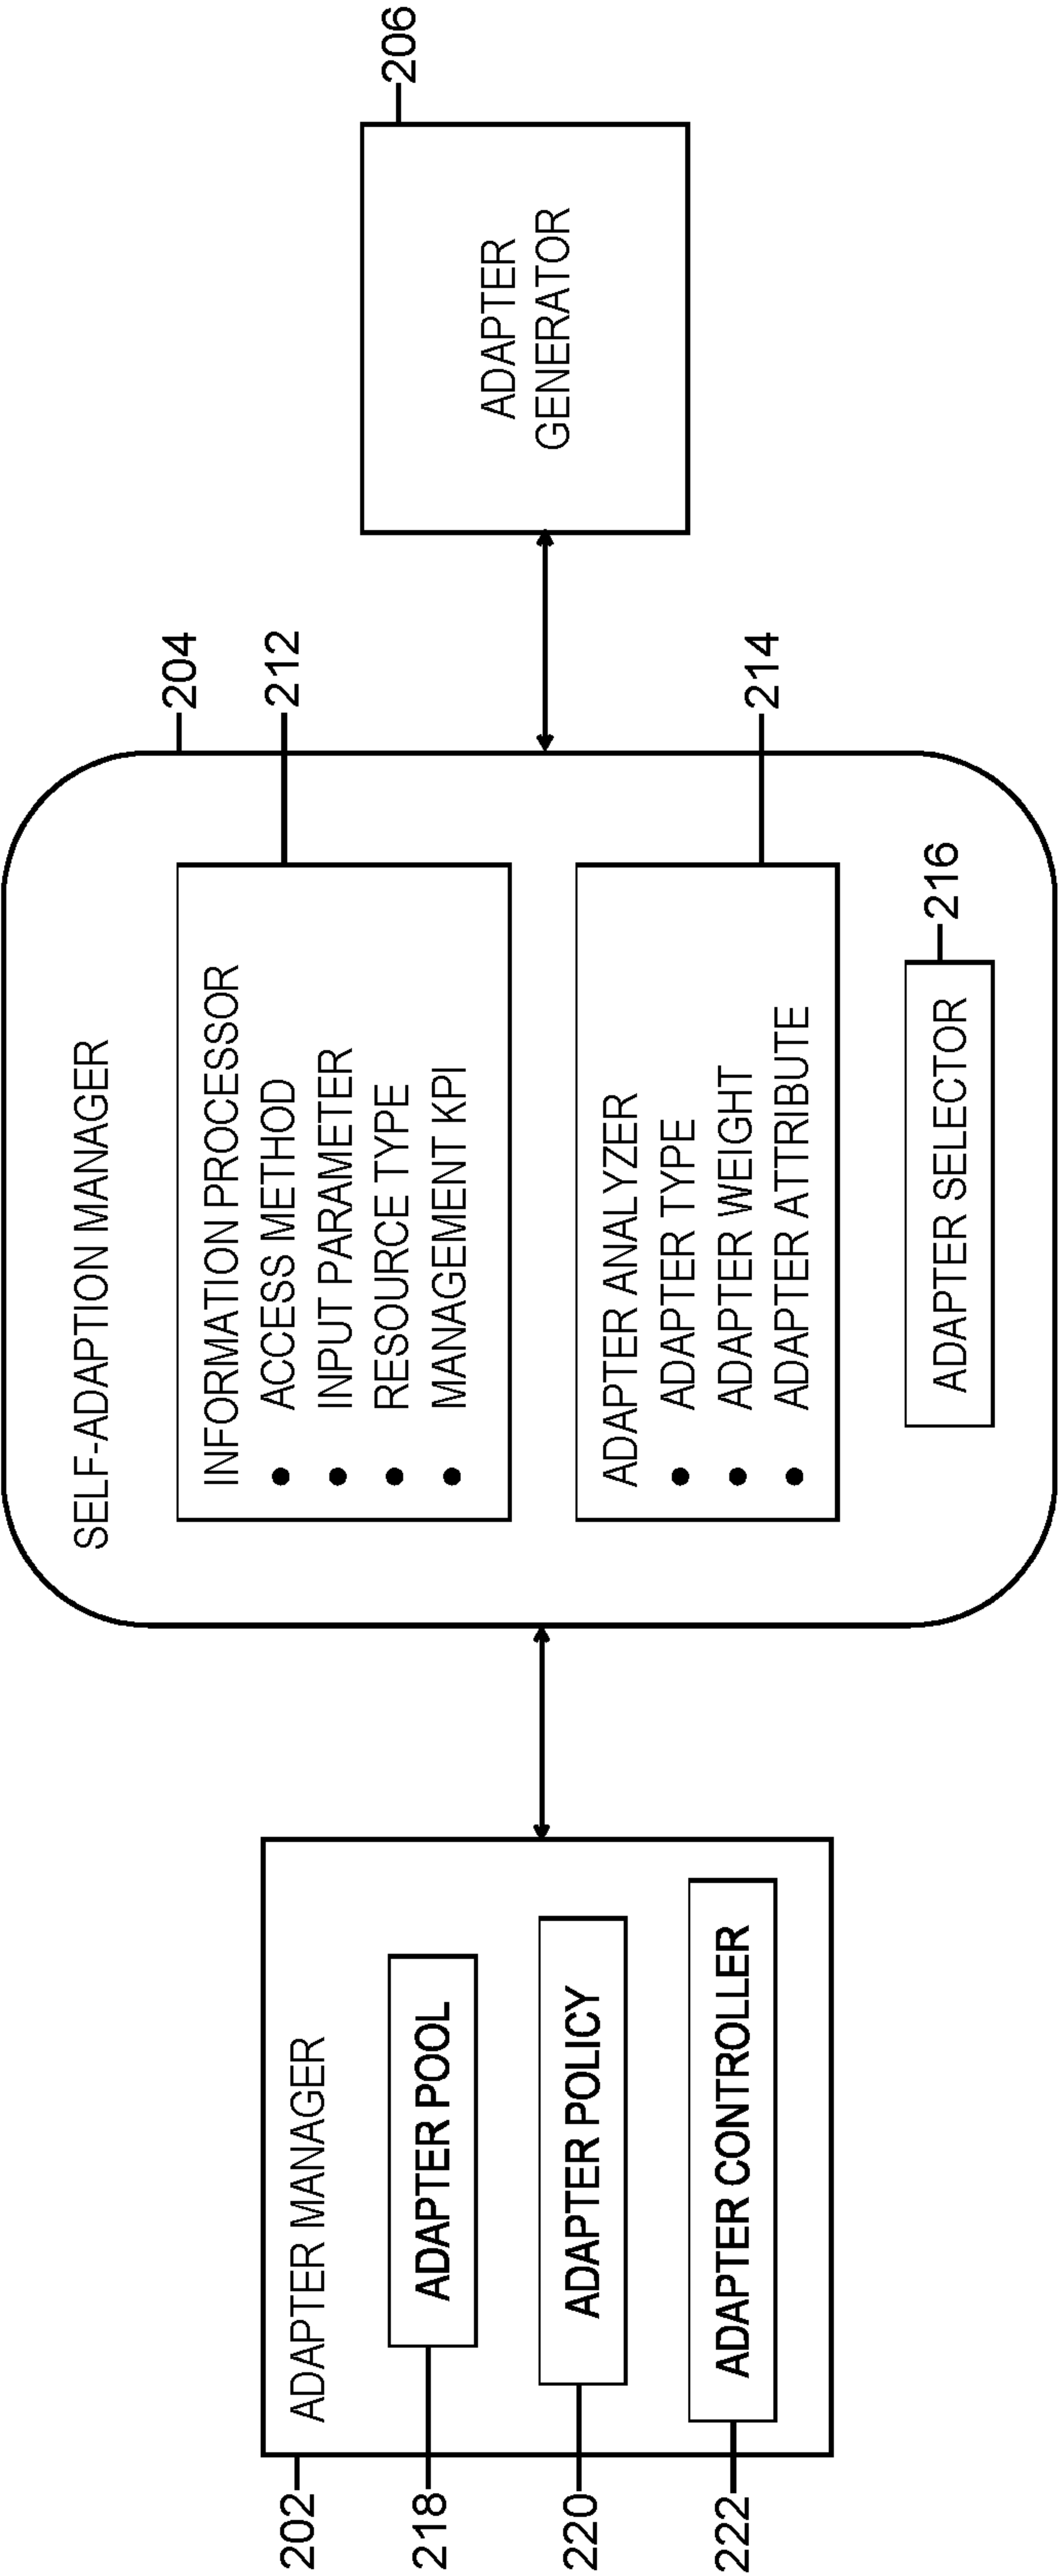 202
ADAPTER MANAGER
218
ADAPTER POOL
220
ADAPTER POLICY
222
ADAPTER CONTROLLER
204
SELF-ADAPTION MANAGER
212
INFORMATION PROCESSOR
● ACCESS METHOD
● INPUT PARAMETER
● RESOURCE TYPE
● MANAGEMENT KPI
214
ADAPTER ANALYZER
● ADAPTER TYPE
● ADAPTER WEIGHT
● ADAPTER ATTRIBUTE
216
ADAPTER SELECTOR
206
ADAPTER
GENERATOR